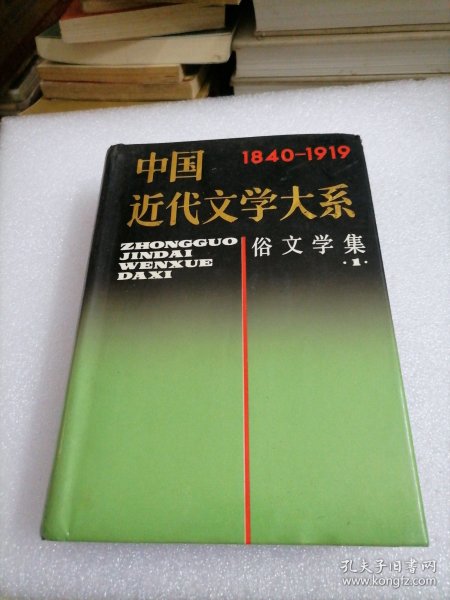 中国
1840-1919
近代文学大系
ZHONGGUO
JINDAI
WENXUE
DAXI
俗文学集
·1·
孔夫子旧书网
www.kongfz.com